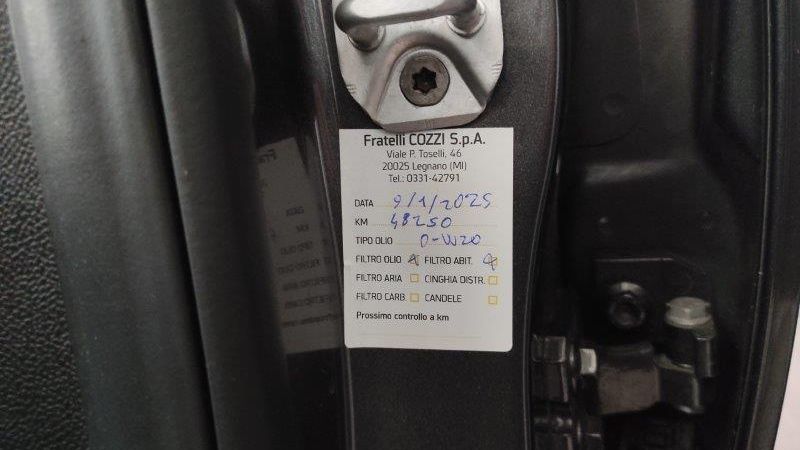 Fratelli COZZI S.p.A.
Viale P. Toselli, 46
20025 Legnano (MI)
Tel.: 0331-42791
DATA 9/1/2025
KM 48250
TIPO OLIO 0-W20
FILTRO OLIO FILTRO ABIT.
FILTRO ARIA CINGHIA DISTR.
FILTRO CARB CANDELE
Prossimo controllo a km